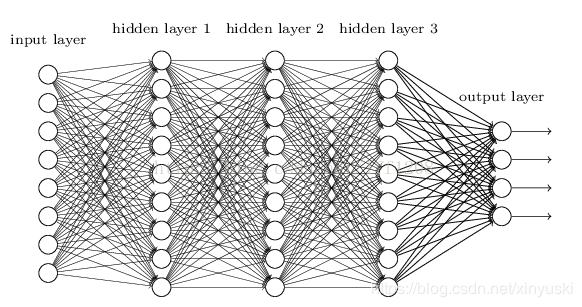 hidden layer 1 hidden layer 2 hidden layer 3
input layer
output layer
https://blog.csdn.net/xinyuski